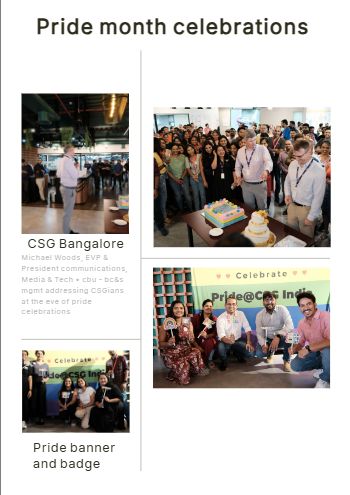 Pride month celebrations
CSG Bangalore
Michael Woods, EVP &
President communications,
Media & Tech • cbu - bc&s
mgmt addressing CSGians
at the eve of pride
celebrations
Celebrate
Pride@CSG India
Celebrate
Pride@CSG Indi
Pride banner
and badge